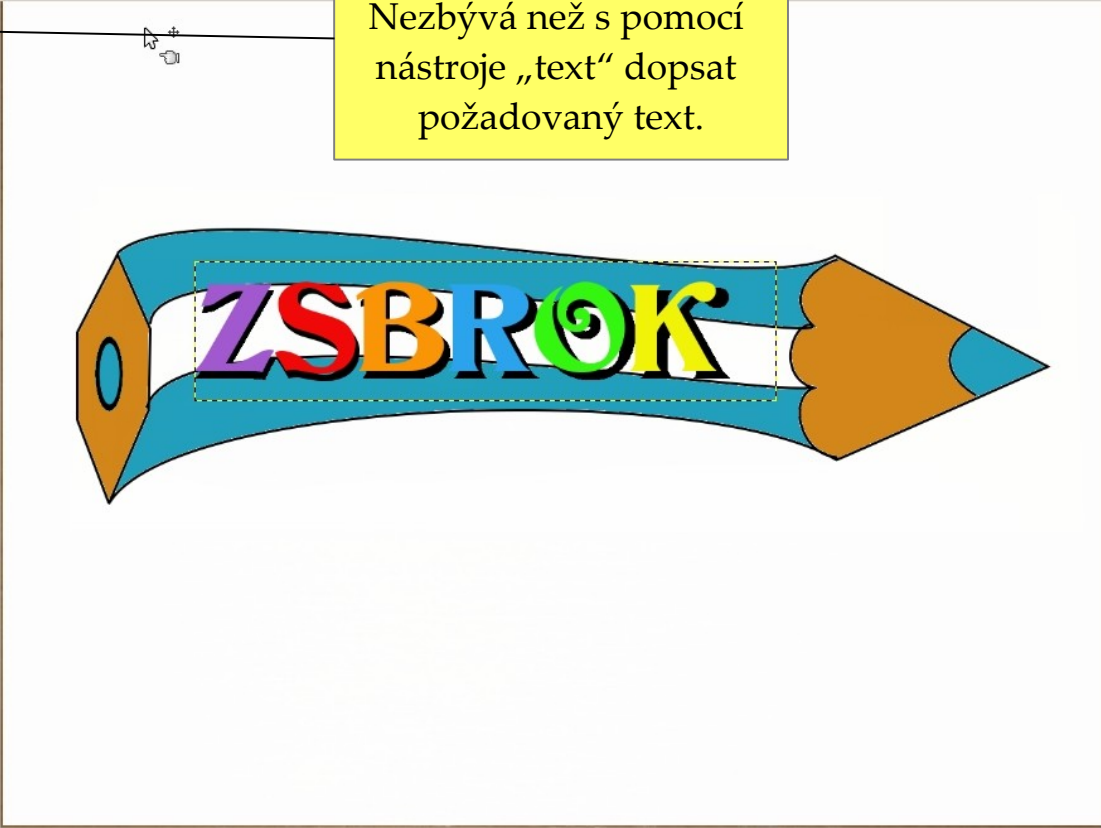 Nezbývá než s pomocí
nástroje „text“ dopsat
požadovaný text.
ZSBROK